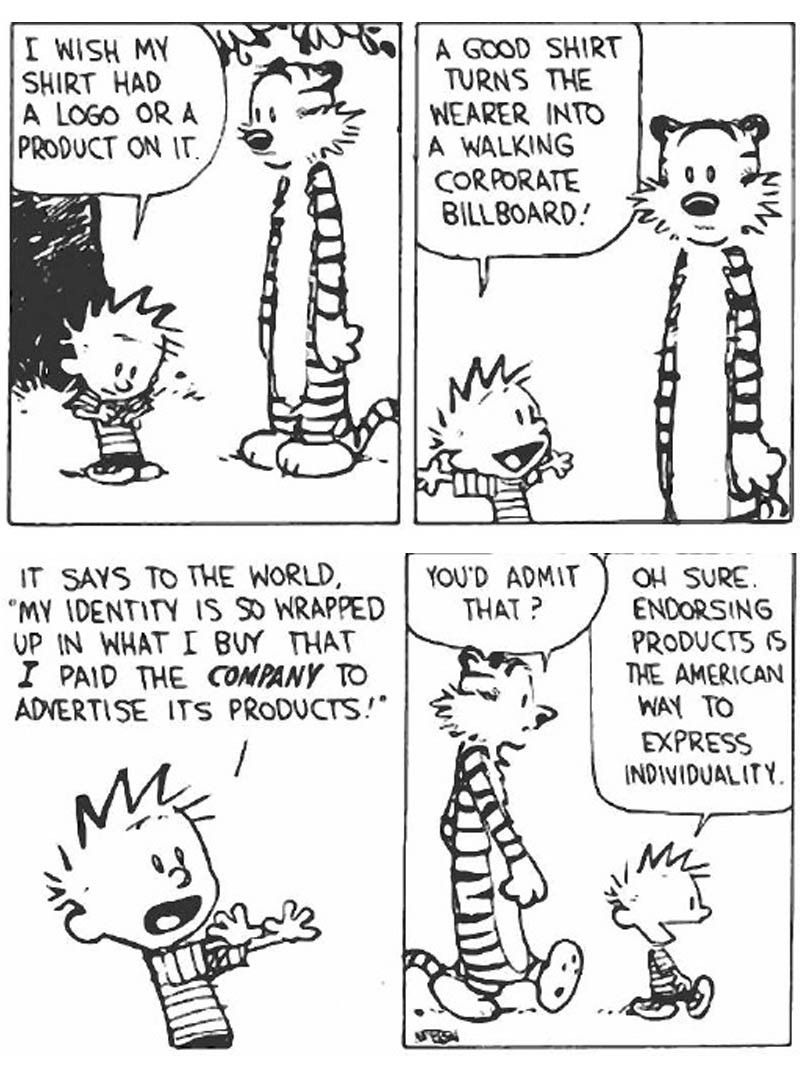 I WISH MY
SHIRT HAD
A LOGO OR A
PRODUCT ON IT.
A GOOD SHIRT
TURNS THE
WEARER INTO
A WALKING
CORPORATE
BILLBOARD!
IT SAYS TO THE WORLD,
"MY IDENTITY IS SO WRAPPED
UP IN WHAT I BUY THAT
I PAID THE COMPANY TO
ADVERTISE ITS PRODUCTS!"
YOU'D ADMIT
THAT?
OH SURE.
ENDORSING
PRODUCTS IS
THE AMERICAN
WAY TO
EXPRESS
INDIVIDUALITY.